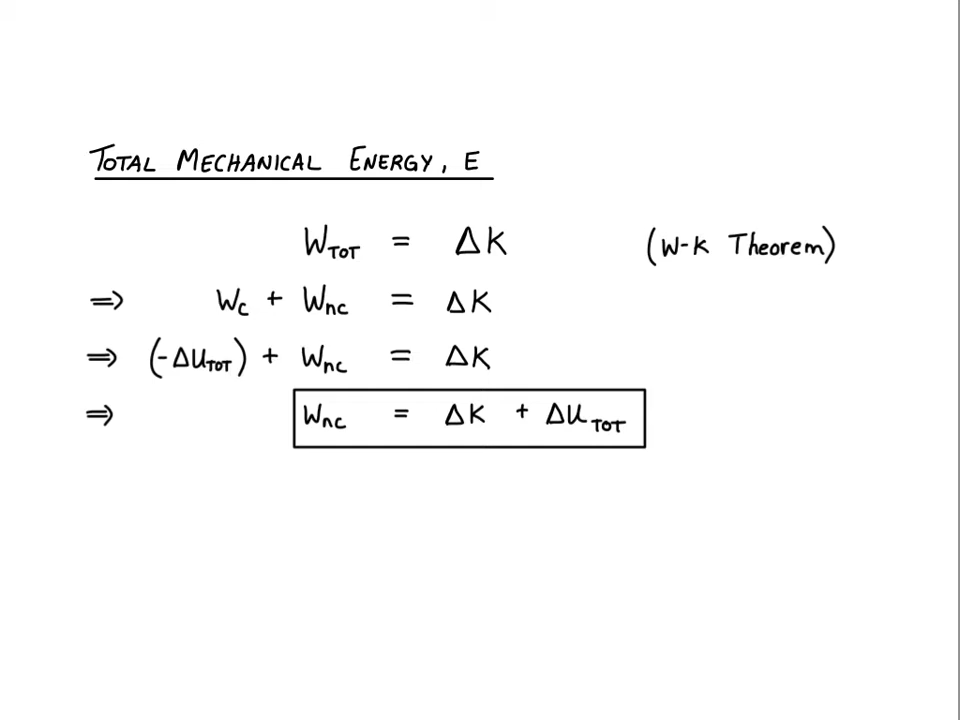 TOTAL MECHANICAL ENERGY, E
W_TOT = ΔK (W-K Theorem)
⇒ W_C + W_nc = ΔK
⇒ (-ΔU_TOT) + W_nc = ΔK
⇒ W_nc = ΔK + ΔU_TOT